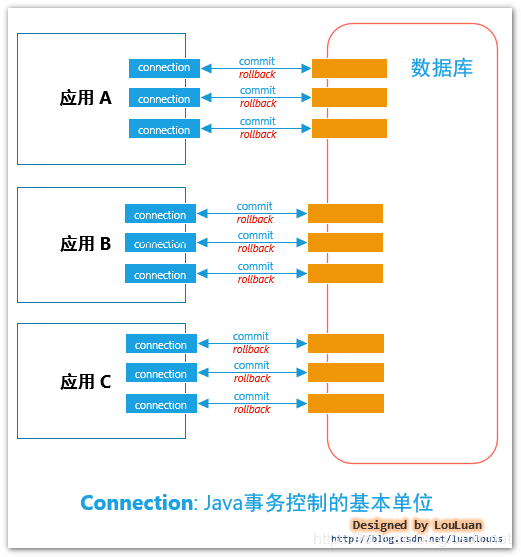 数据库
应用 A
connection
commit
rollback
connection
commit
rollback
connection
commit
rollback
应用 B
connection
commit
rollback
connection
commit
rollback
connection
commit
rollback
应用 C
connection
commit
rollback
connection
commit
rollback
connection
commit
rollback
Connection: Java事务控制的基本单位
Designed by LouLuan
http://blog.csdn.net/luanlouis